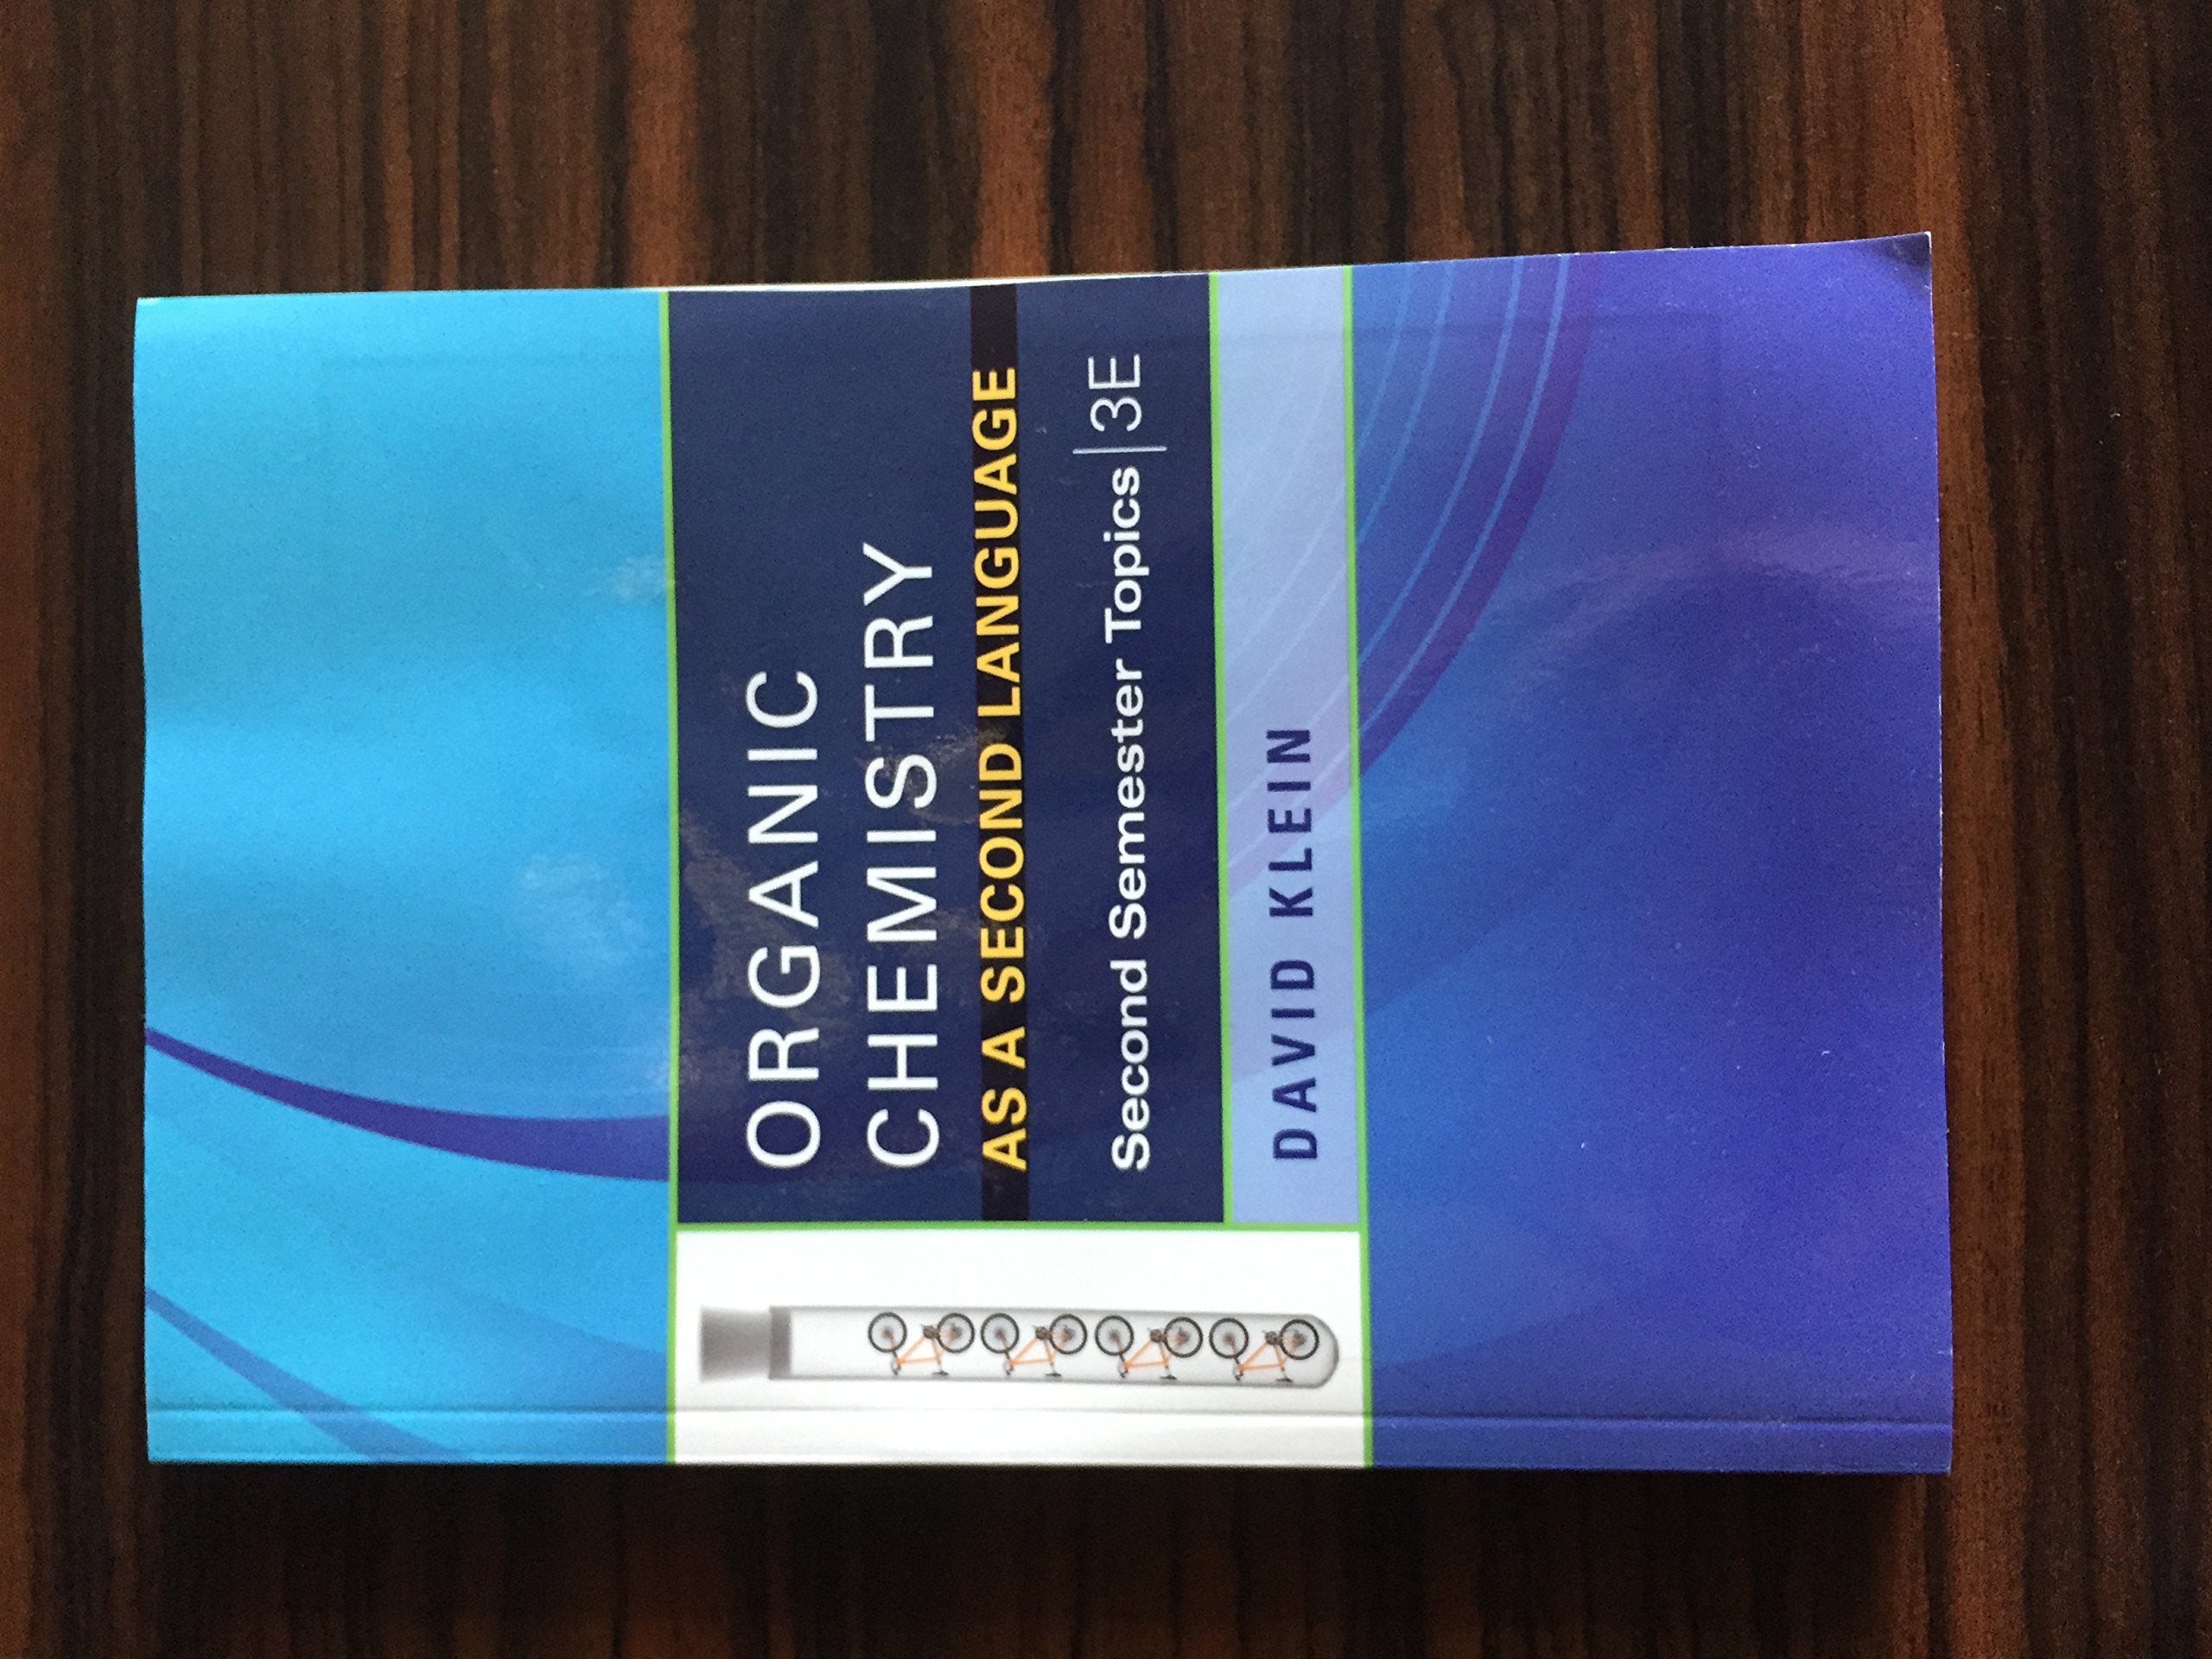 ORGANIC
CHEMISTRY
AS A SECOND LANGUAGE
Second Semester Topics | 3E
DAVID KLEIN